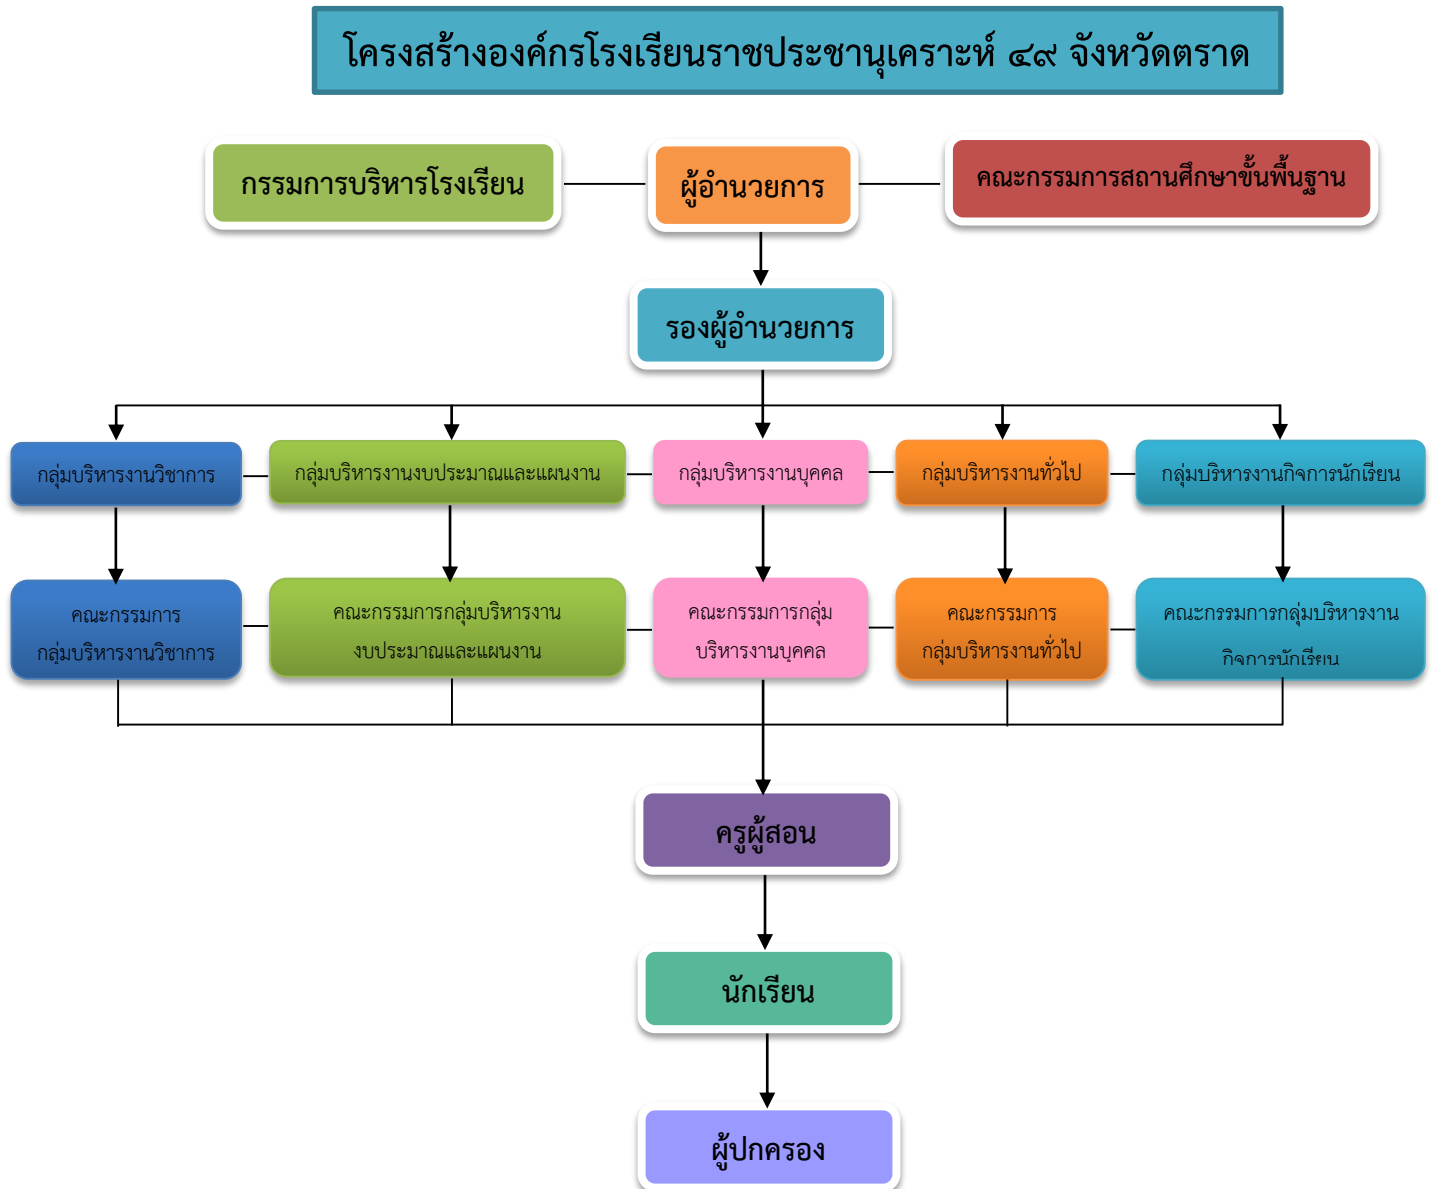 โครงสร้างองค์กรโรงเรียนราชประชานุเคราะห์ ๔๙ จังหวัดตราด
กรรมการบริหารโรงเรียน
ผู้อำนวยการ
คณะกรรมการสถานศึกษาขั้นพื้นฐาน
รองผู้อำนวยการ
กลุ่มบริหารงานวิชาการ
กลุ่มบริหารงานงบประมาณและแผนงาน
กลุ่มบริหารงานบุคคล
กลุ่มบริหารงานทั่วไป
กลุ่มบริหารงานกิจการนักเรียน
คณะกรรมการ
กลุ่มบริหารงานวิชาการ
คณะกรรมการกลุ่มบริหารงาน
งบประมาณและแผนงาน
คณะกรรมการกลุ่ม
บริหารงานบุคคล
คณะกรรมการ
กลุ่มบริหารงานทั่วไป
คณะกรรมการกลุ่มบริหารงาน
กิจการนักเรียน
ครูผู้สอน
นักเรียน
ผู้ปกครอง